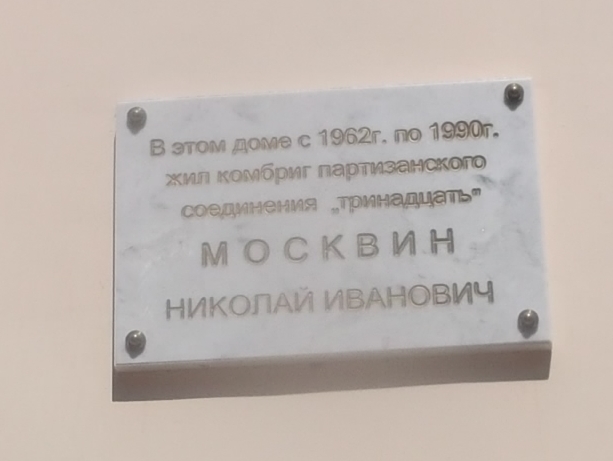 В этом доме с 1962г. по 1990г.
жил комбриг партизанского
соединения „тринадцать"
МОСКВИН
НИКОЛАЙ ИВАНОВИЧ